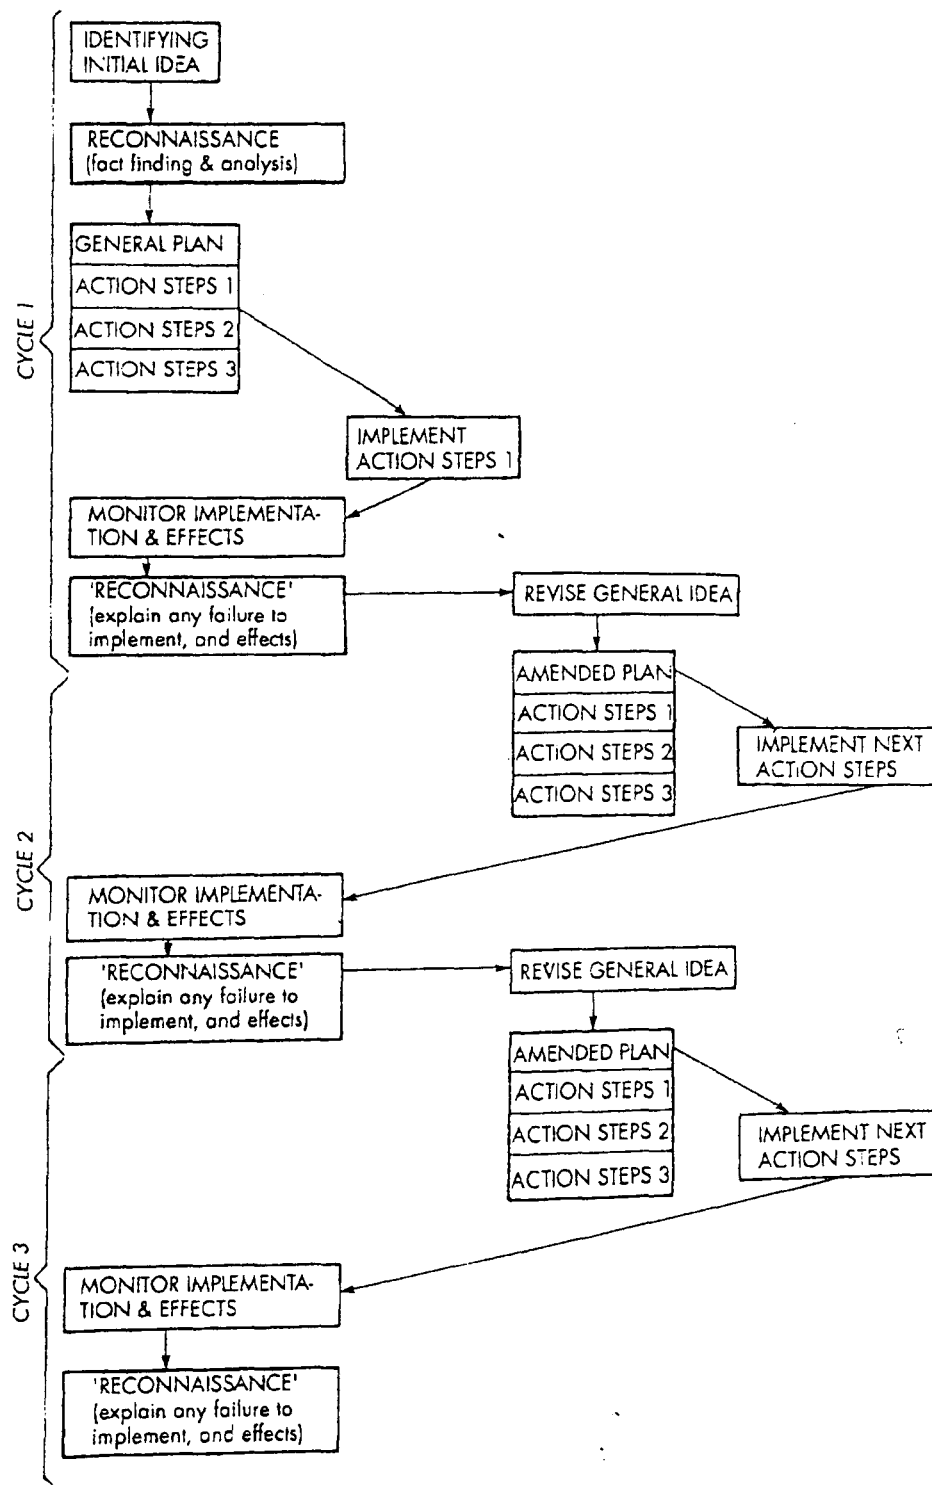 IDENTIFYING
INITIAL IDEA
RECONNAISSANCE
(fact finding & analysis)
GENERAL PLAN
ACTION STEPS 1
ACTION STEPS 2
ACTION STEPS 3
CYCLE 1
IMPLEMENT
ACTION STEPS 1
MONITOR IMPLEMENTA-
TION & EFFECTS
'RECONNAISSANCE'
(explain any failure to
implement, and effects)
REVISE GENERAL IDEA
AMENDED PLAN
ACTION STEPS 1
ACTION STEPS 2
ACTION STEPS 3
IMPLEMENT NEXT
ACTION STEPS
CYCLE 2
MONITOR IMPLEMENTA-
TION & EFFECTS
'RECONNAISSANCE'
(explain any failure to
implement, and effects)
REVISE GENERAL IDEA
AMENDED PLAN
ACTION STEPS 1
ACTION STEPS 2
ACTION STEPS 3
IMPLEMENT NEXT
ACTION STEPS
CYCLE 3
MONITOR IMPLEMENTA-
TION & EFFECTS
'RECONNAISSANCE'
(explain any failure to
implement, and effects)